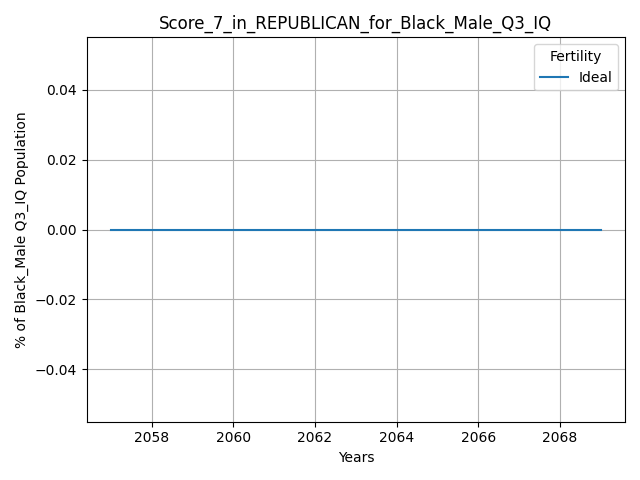 Score_7_in_REPUBLICAN_for_Black_Male_Q3_IQ
Fertility
Ideal
% of Black_Male Q3_IQ Population
0.04
0.02
0.00
−0.02
−0.04
2058 2060 2062 2064 2066 2068
Years